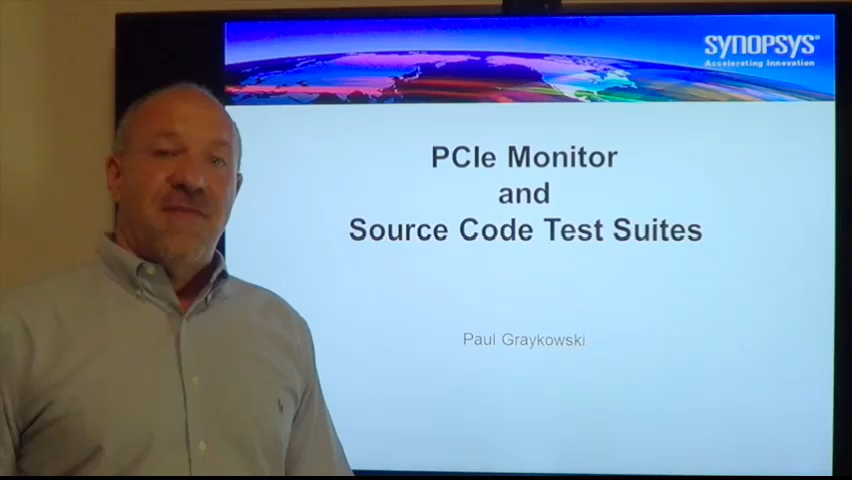 SYNOPSYS®
Accelerating Innovation
PCIe Monitor
and
Source Code Test Suites
Paul Graykowski